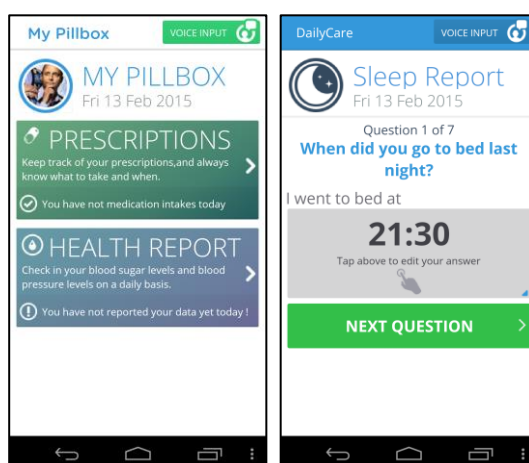 My Pillbox
VOICE INPUT
MY PILLBOX
Fri 13 Feb 2015
PRESCRIPTIONS
Keep track of your prescriptions,and always
know what to take and when.
You have not medication intakes today
HEALTH REPORT
Check in your blood sugar levels and blood
pressure levels on a daily basis.
You have not reported your data yet today !
DailyCare
VOICE INPUT
Sleep Report
Fri 13 Feb 2015
Question 1 of 7
When did you go to bed last
night?
I went to bed at
21:30
Tap above to edit your answer
NEXT QUESTION